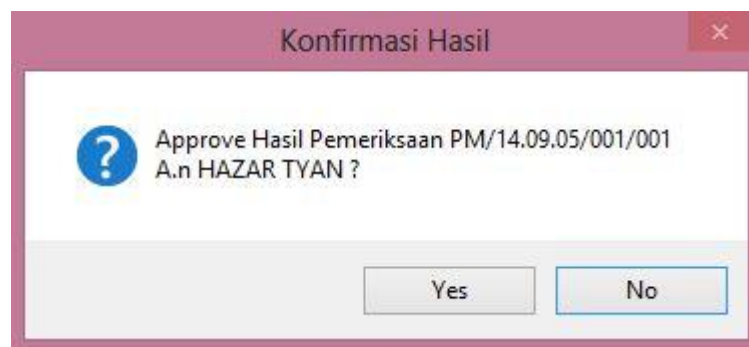 Konfirmasi Hasil
Approve Hasil Pemeriksaan PM/14.09.05/001/001
A.n HAZAR TYAN ?
Yes
No